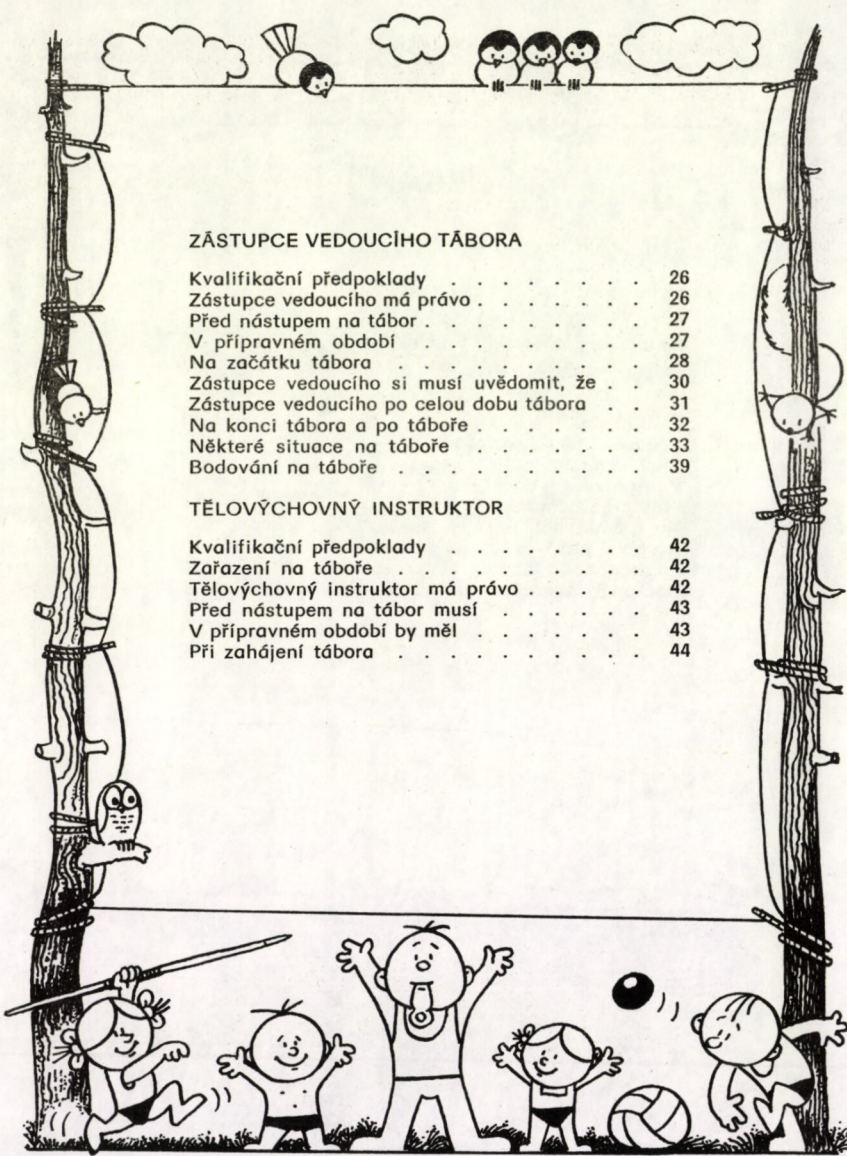 ZÁSTUPCE VEDOUCÍHO TÁBORA
Kvalifikační předpoklady . . . . . . . . 26
Zástupce vedoucího má právo . . . . . . . 26
Před nástupem na tábor . . . . . . . . . 27
V přípravném období . . . . . . . . . 27
Na začátku tábora . . . . . . . . . . 28
Zástupce vedoucího si musí uvědomit, že . . 30
Zástupce vedoucího po celou dobu tábora . . 31
Na konci tábora a po táboře . . . . . . . 32
Některé situace na táboře . . . . . . . 33
Bodování na táboře . . . . . . . . . . 39
TĚLOVÝCHOVNÝ INSTRUKTOR
Kvalifikační předpoklady . . . . . . . . 42
Zařazení na táboře . . . . . . . . . . 42
Tělovýchovný instruktor má právo . . . . . 42
Před nástupem na tábor musí . . . . . . 43
V přípravném období by měl . . . . . . . 43
Při zahájení tábora . . . . . . . . . . 44